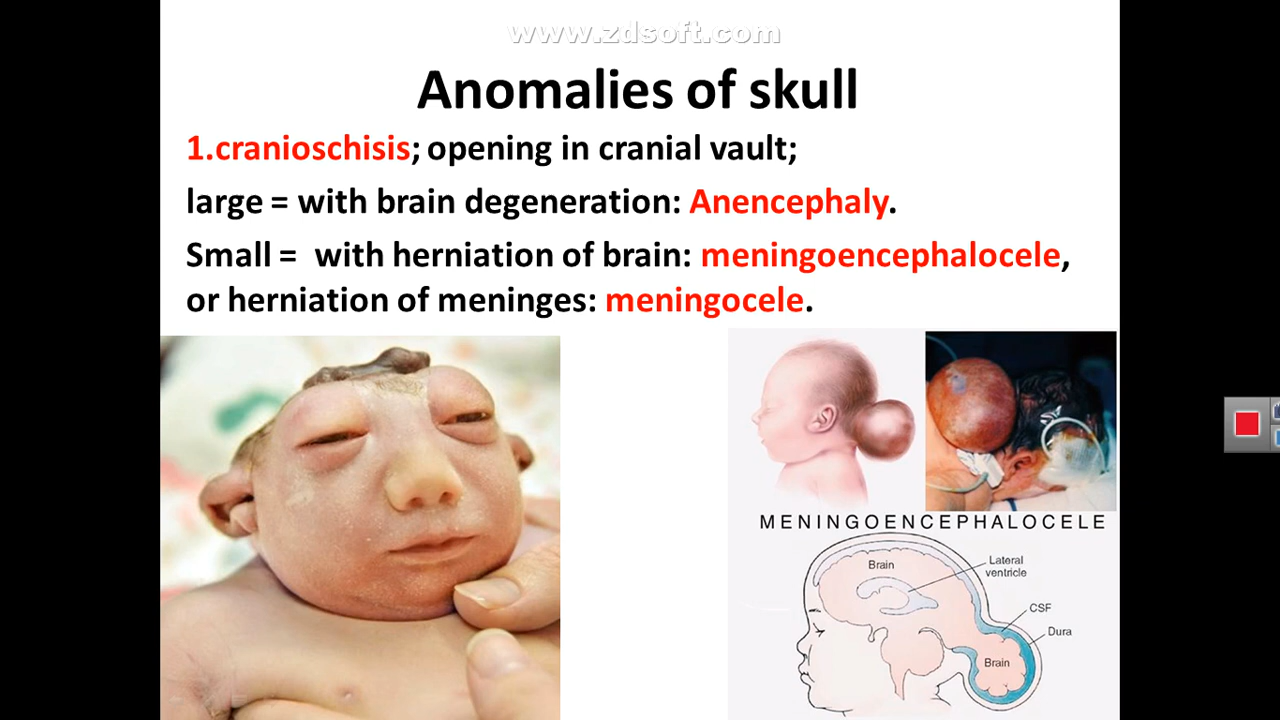 www.zdsoft.com
Anomalies of skull
1.cranioschisis; opening in cranial vault;
large = with brain degeneration: Anencephaly.
Small =  with herniation of brain: meningoencephalocele,
or herniation of meninges: meningocele.
MENINGOENCEPHALOCELE
Brain
Lateral
ventricle
CSF
Dura
Brain